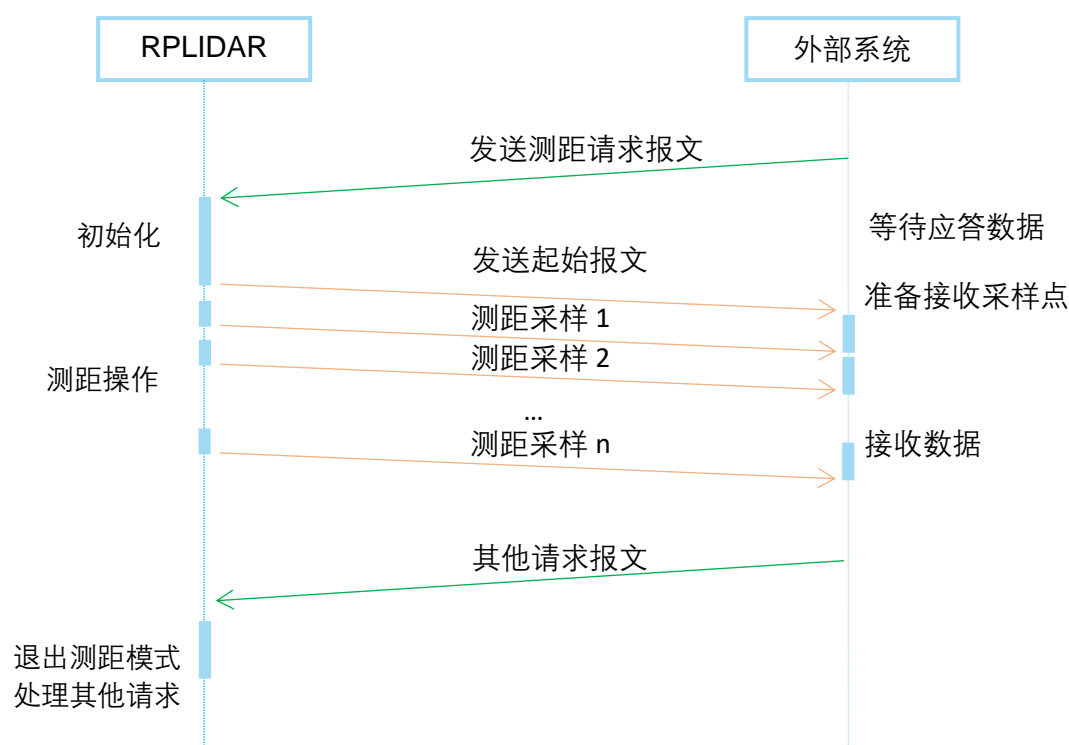 RPLIDAR
外部系统
发送测距请求报文
初始化
等待应答数据
发送起始报文
准备接收采样点
测距采样 1
测距采样 2
测距操作
...
测距采样 n
接收数据
其他请求报文
退出测距模式
处理其他请求